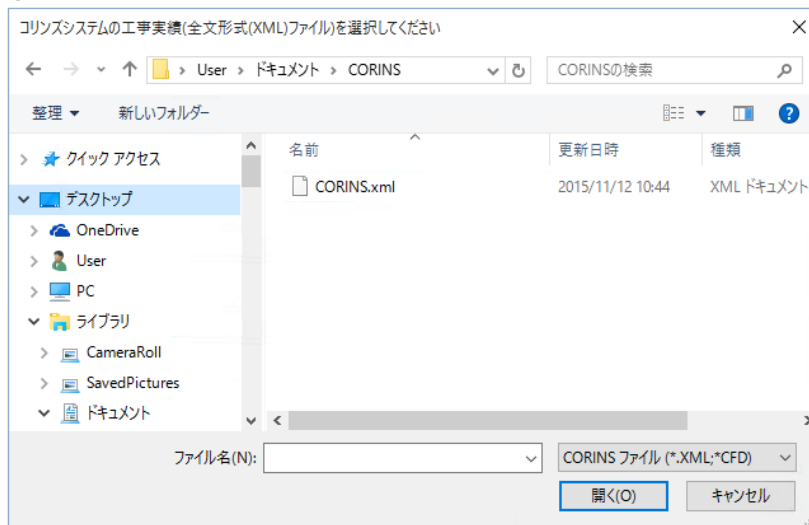 コリンズシステムの工事実績(全文形式(XML)ファイル)を選択してください
User › ドキュメント › CORINS
CORINSの検索
整理 新しいフォルダー
名前 更新日時 種類
クイック アクセス
CORINS.xml 2015/11/12 10:44 XML ドキュメント
デスクトップ
OneDrive
User
PC
ライブラリ
CameraRoll
SavedPictures
ドキュメント
ファイル名(N):
CORINS ファイル (*.XML;*CFD)
開く(O) キャンセル